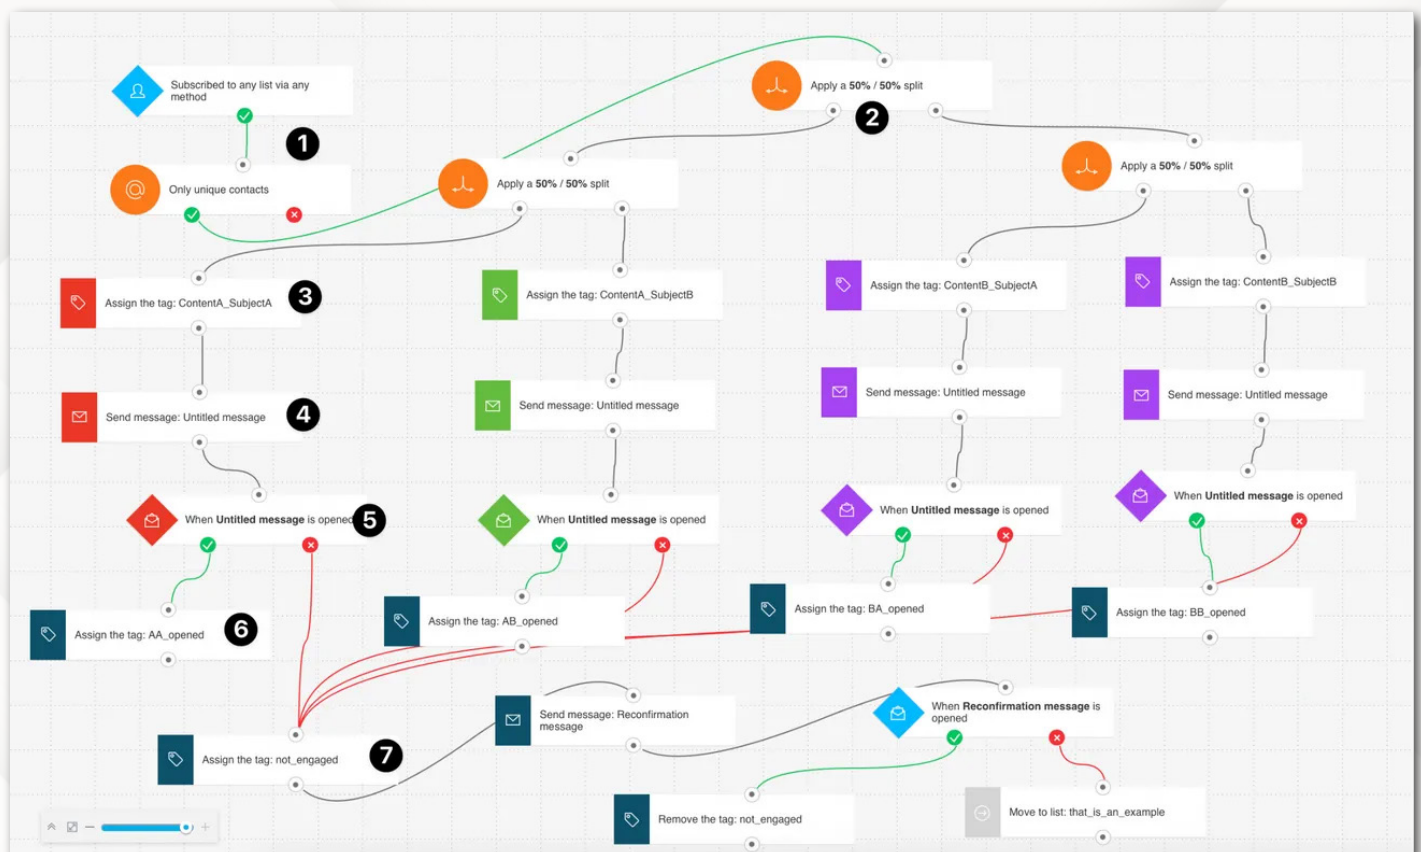 Subscribed to any list via any
method
1
Only unique contacts
Apply a 50% / 50% split
2
Apply a 50% / 50% split
Apply a 50% / 50% split
Assign the tag: ContentA_SubjectA
3
Assign the tag: ContentA_SubjectB
Assign the tag: ContentB_SubjectA
Assign the tag: ContentB_SubjectB
Send message: Untitled message
4
Send message: Untitled message
Send message: Untitled message
Send message: Untitled message
When Untitled message is opened
5
When Untitled message is opened
When Untitled message is opened
When Untitled message is opened
Assign the tag: AA_opened
6
Assign the tag: AB_opened
Assign the tag: BA_opened
Assign the tag: BB_opened
Assign the tag: not_engaged
7
Send message: Reconfirmation
message
When Reconfirmation message is
opened
Remove the tag: not_engaged
Move to list: that_is_an_example